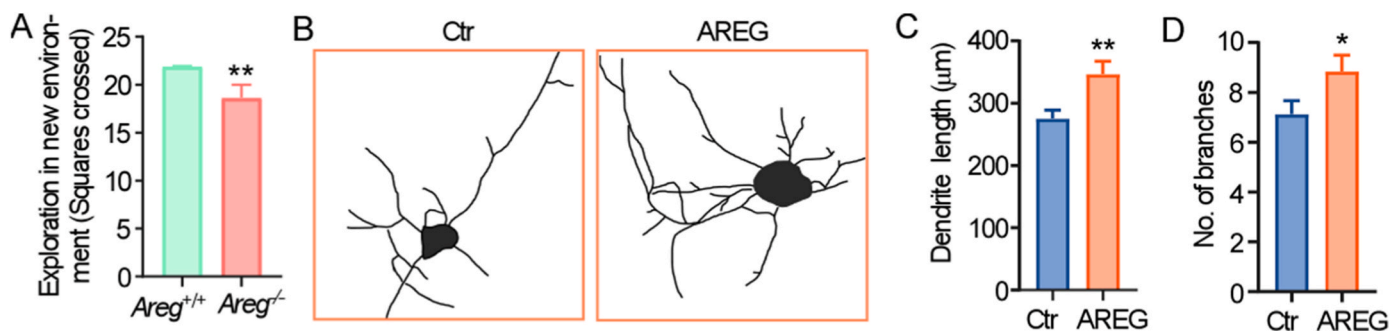 A
Exploration in new environ-
ment (Squares crossed)
25
20
15
10
5
0
**
Areg+/+
Areg-/-
B
Ctr
AREG
C
Dendrite length (μm)
400
300
200
100
0
**
Ctr
AREG
D
No. of branches
10
8
6
4
2
0
*
Ctr
AREG